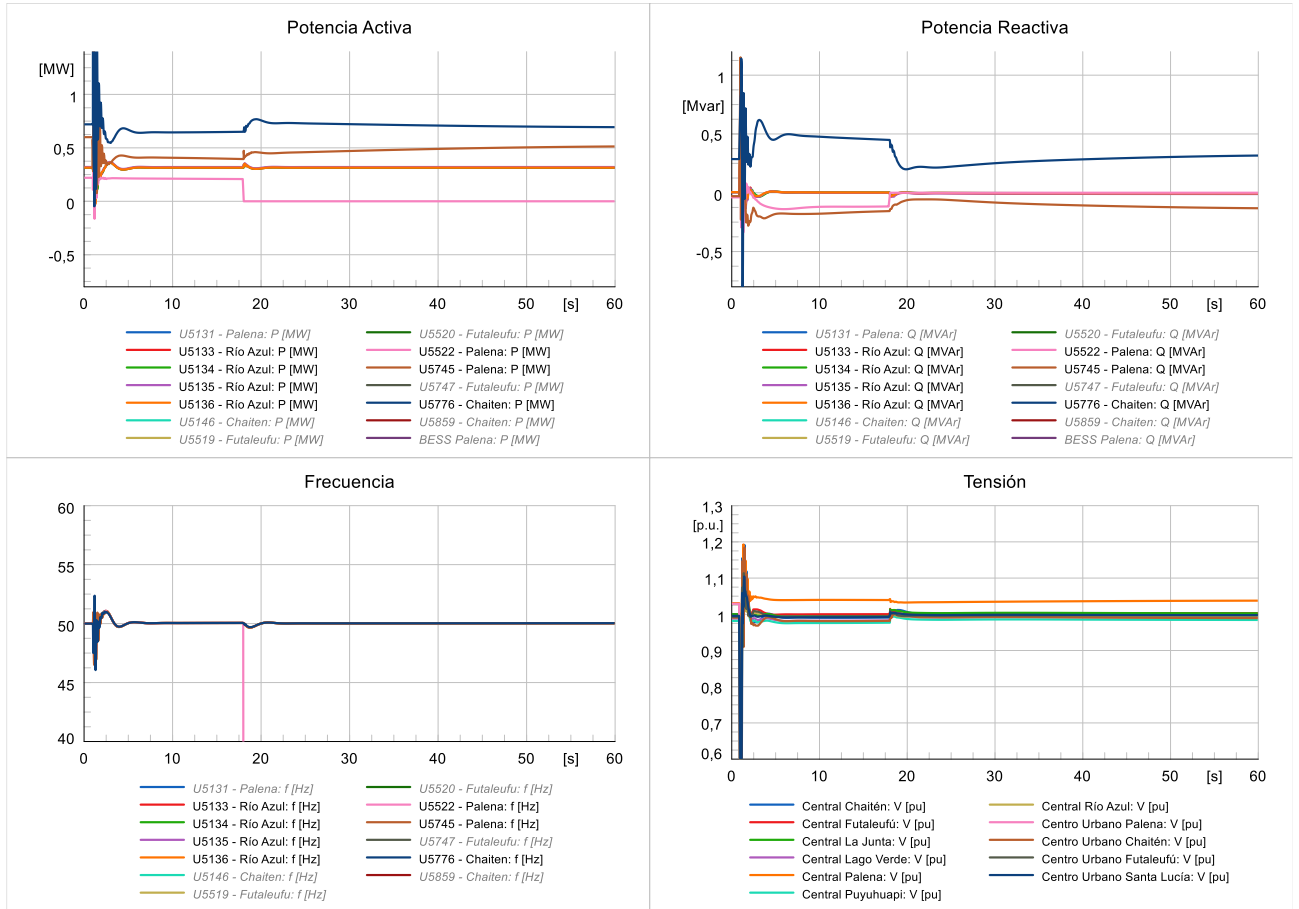 Potencia Activa
[MW]
1
0,5
0
-0,5
0 10 20 30 40 50 [s] 60
U5131 - Palena: P [MW] U5520 - Futaleufu: P [MW]
U5133 - Río Azul: P [MW] U5522 - Palena: P [MW]
U5134 - Río Azul: P [MW] U5745 - Palena: P [MW]
U5135 - Río Azul: P [MW] U5747 - Futaleufu: P [MW]
U5136 - Río Azul: P [MW] U5776 - Chaiten: P [MW]
U5146 - Chaiten: P [MW] U5859 - Chaiten: P [MW]
U5519 - Futaleufu: P [MW] BESS Palena: P [MW]
Potencia Reactiva
1
[Mvar]
0,5
0
-0,5
0 10 20 30 40 50 [s] 60
U5131 - Palena: Q [MVAr] U5520 - Futaleufu: Q [MVAr]
U5133 - Río Azul: Q [MVAr] U5522 - Palena: Q [MVAr]
U5134 - Río Azul: Q [MVAr] U5745 - Palena: Q [MVAr]
U5135 - Río Azul: Q [MVAr] U5747 - Futaleufu: Q [MVAr]
U5136 - Río Azul: Q [MVAr] U5776 - Chaiten: Q [MVAr]
U5146 - Chaiten: Q [MVAr] U5859 - Chaiten: Q [MVAr]
U5519 - Futaleufu: Q [MVAr] BESS Palena: Q [MVAr]
Frecuencia
60
55
50
45
40
0 10 20 30 40 50 [s] 60
U5131 - Palena: f [Hz] U5520 - Futaleufu: f [Hz]
U5133 - Río Azul: f [Hz] U5522 - Palena: f [Hz]
U5134 - Río Azul: f [Hz] U5745 - Palena: f [Hz]
U5135 - Río Azul: f [Hz] U5747 - Futaleufu: f [Hz]
U5136 - Río Azul: f [Hz] U5776 - Chaiten: f [Hz]
U5146 - Chaiten: f [Hz] U5859 - Chaiten: f [Hz]
U5519 - Futaleufu: f [Hz]
Tensión
1,3
[p.u.]
1,2
1,1
1
0,9
0,8
0,7
0,6
0 10 20 30 40 50 [s] 60
Central Chaitén: V [pu] Central Río Azul: V [pu]
Central Futaleufú: V [pu] Centro Urbano Palena: V [pu]
Central La Junta: V [pu] Centro Urbano Chaitén: V [pu]
Central Lago Verde: V [pu] Centro Urbano Futaleufú: V [pu]
Central Palena: V [pu] Centro Urbano Santa Lucía: V [pu]
Central Puyuhuapi: V [pu]